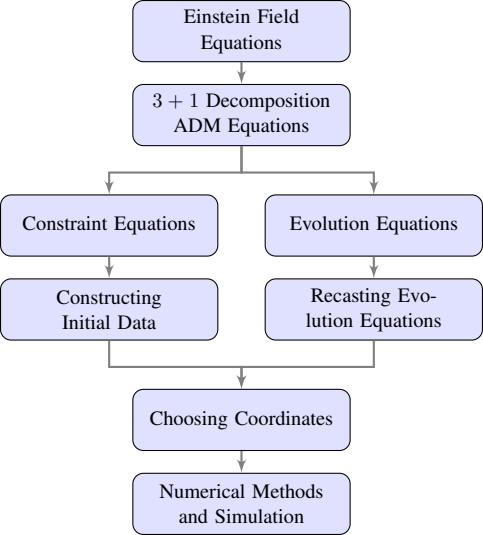 Einstein Field
Equations
3 + 1 Decomposition
ADM Equations
Constraint Equations
Evolution Equations
Constructing
Initial Data
Recasting Evo-
lution Equations
Choosing Coordinates
Numerical Methods
and Simulation